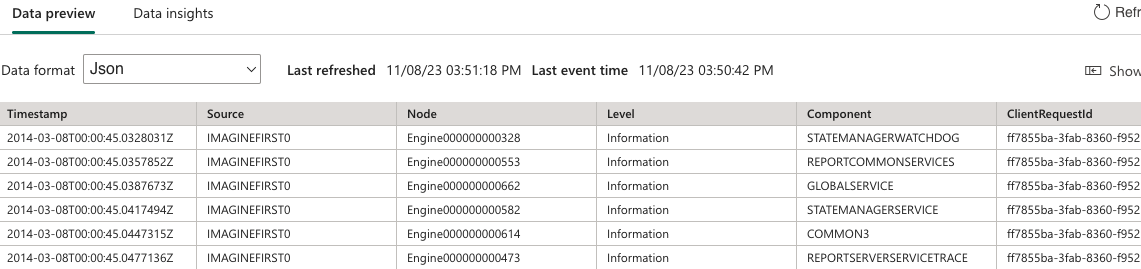 Data preview Data insights Refr
Data format Json Last refreshed 11/08/23 03:51:18 PM Last event time 11/08/23 03:50:42 PM Show
Timestamp Source Node Level Component ClientRequestId
2014-03-08T00:00:45.0328031Z IMAGINEFIRST0 Engine000000000328 Information STATEMANAGERWATCHDOG ff7855ba-3fab-8360-f952
2014-03-08T00:00:45.0357852Z IMAGINEFIRST0 Engine000000000553 Information REPORTCOMMONSERVICES ff7855ba-3fab-8360-f952
2014-03-08T00:00:45.0387673Z IMAGINEFIRST0 Engine000000000662 Information GLOBALSERVICE ff7855ba-3fab-8360-f952
2014-03-08T00:00:45.0417494Z IMAGINEFIRST0 Engine000000000582 Information STATEMANAGERSERVICE ff7855ba-3fab-8360-f952
2014-03-08T00:00:45.0447315Z IMAGINEFIRST0 Engine000000000614 Information COMMON3 ff7855ba-3fab-8360-f952
2014-03-08T00:00:45.0477136Z IMAGINEFIRST0 Engine000000000473 Information REPORTSERVERSERVICETRACE ff7855ba-3fab-8360-f952